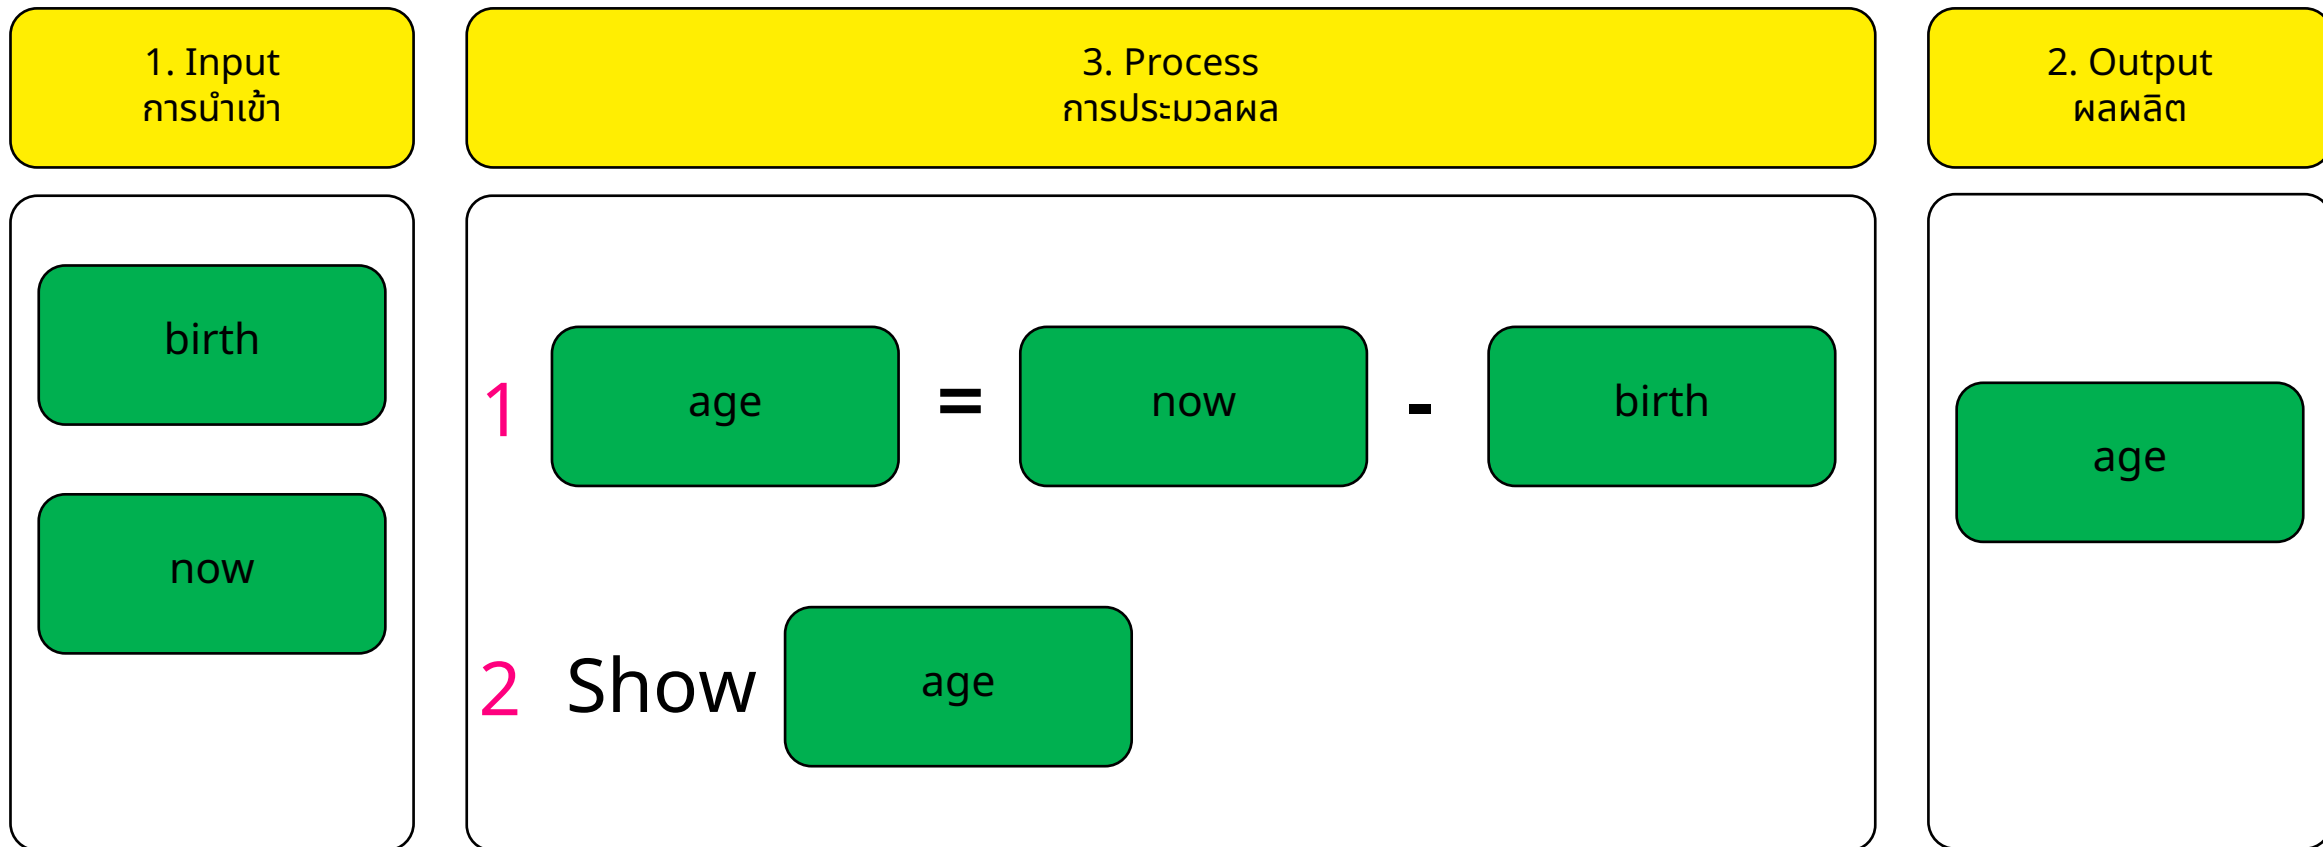 1. Input
การนำเข้า
3. Process
การประมวลผล
2. Output
ผลผลิต
birth
now
1 age = now - birth
2 Show age
age